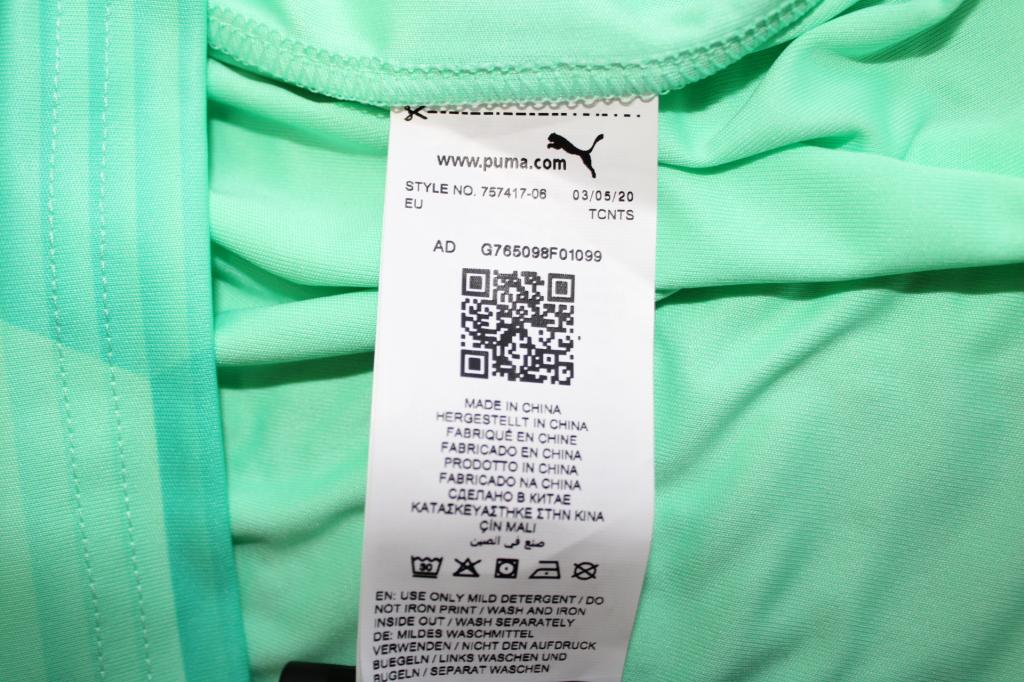 www.puma.com
STYLE NO. 757417-06 03/05/20
EU TCNTS
AD G765098F01099
MADE IN CHINA
HERGESTELLT IN CHINA
FABRIQUÉ EN CHINE
FABRICADO EN CHINA
PRODOTTO IN CHINA
FABRICADO NA CHINA
СДЕЛАНО В КИТАЕ
ΚΑΤΑΣΚΕΥΑΣΤΗΚΕ ΣΤΗΝ ΚΙΝΑ
ÇİN MALI
صنع في الصين
30
EN: USE ONLY MILD DETERGENT / DO
NOT IRON PRINT / WASH AND IRON
INSIDE OUT / WASH SEPARATELY
DE: MILDES WASCHMITTEL
VERWENDEN / NICHT DEN AUFDRUCK
BUEGELN / LINKS WASCHEN UND
BUGELN / SEPARAT WASCHEN